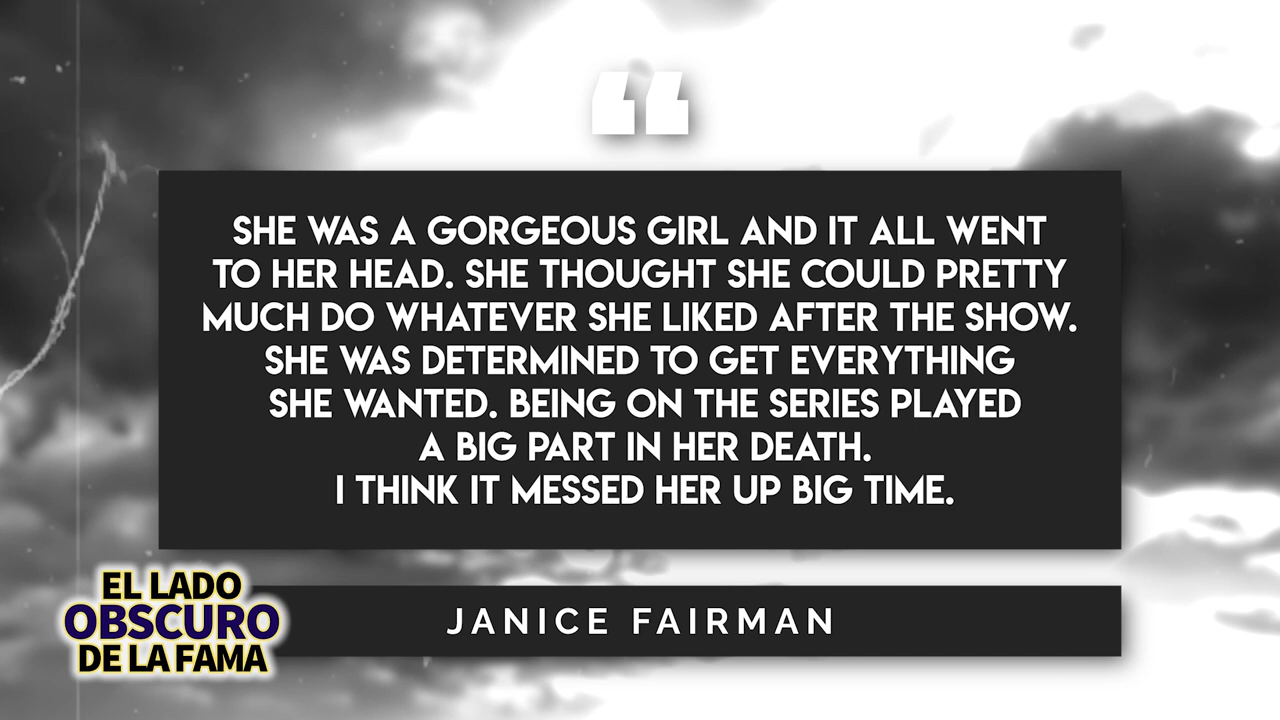 “
SHE WAS A GORGEOUS GIRL AND IT ALL WENT
TO HER HEAD. SHE THOUGHT SHE COULD PRETTY
MUCH DO WHATEVER SHE LIKED AFTER THE SHOW.
SHE WAS DETERMINED TO GET EVERYTHING
SHE WANTED. BEING ON THE SERIES PLAYED
A BIG PART IN HER DEATH.
I THINK IT MESSED HER UP BIG TIME.
JANICE FAIRMAN
EL LADO
OBSCURO
DE LA FAMA